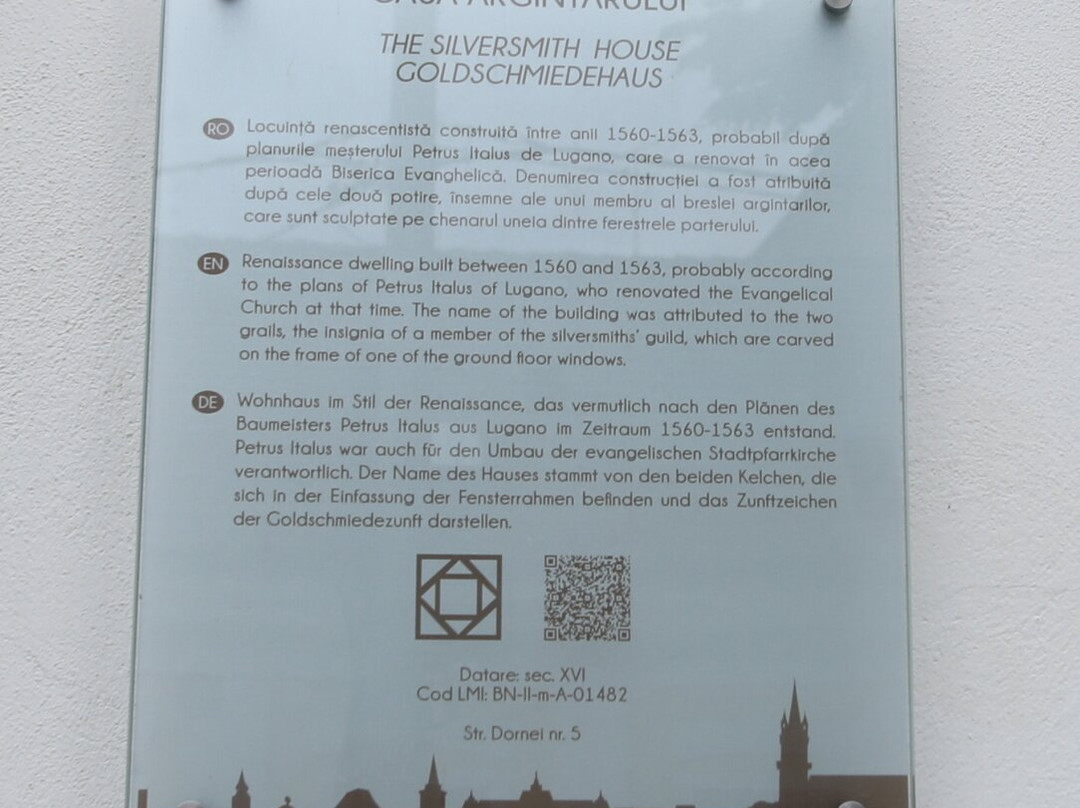 CASA ARGINTARULUI
THE SILVERSMITH HOUSE
GOLDSCHMIEDEHAUS
RO Locuință renascentistă construită între anii 1560-1563, probabil după
planurile meșterului Petrus Italus de Lugano, care a renovat în acea
perioadă Biserica Evanghelică. Denumirea construcției a fost atribuită
după cele două potire, însemne ale unui membru al breslei argintarilor,
care sunt sculptate pe chenarul uneia dintre ferestrele parterului.
EN Renaissance dwelling built between 1560 and 1563, probably according
to the plans of Petrus Italus of Lugano, who renovated the Evangelical
Church at that time. The name of the building was attributed to the two
grails, the insignia of a member of the silversmiths' guild, which are carved
on the frame of one of the ground floor windows.
DE Wohnhaus im Stil der Renaissance, das vermutlich nach den Plänen des
Baumeisters Petrus Italus aus Lugano im Zeitraum 1560-1563 entstand.
Petrus Italus war auch für den Umbau der evangelischen Stadtpfarrkirche
verantwortlich. Der Name des Hauses stammt von den beiden Kelchen, die
sich in der Einfassung der Fensterrahmen befinden und das Zunftzeichen
der Goldschmiedezunft darstellen.
Datare: sec. XVI
Cod LMI: BN-II-m-A-01482
Str. Dornei nr. 5